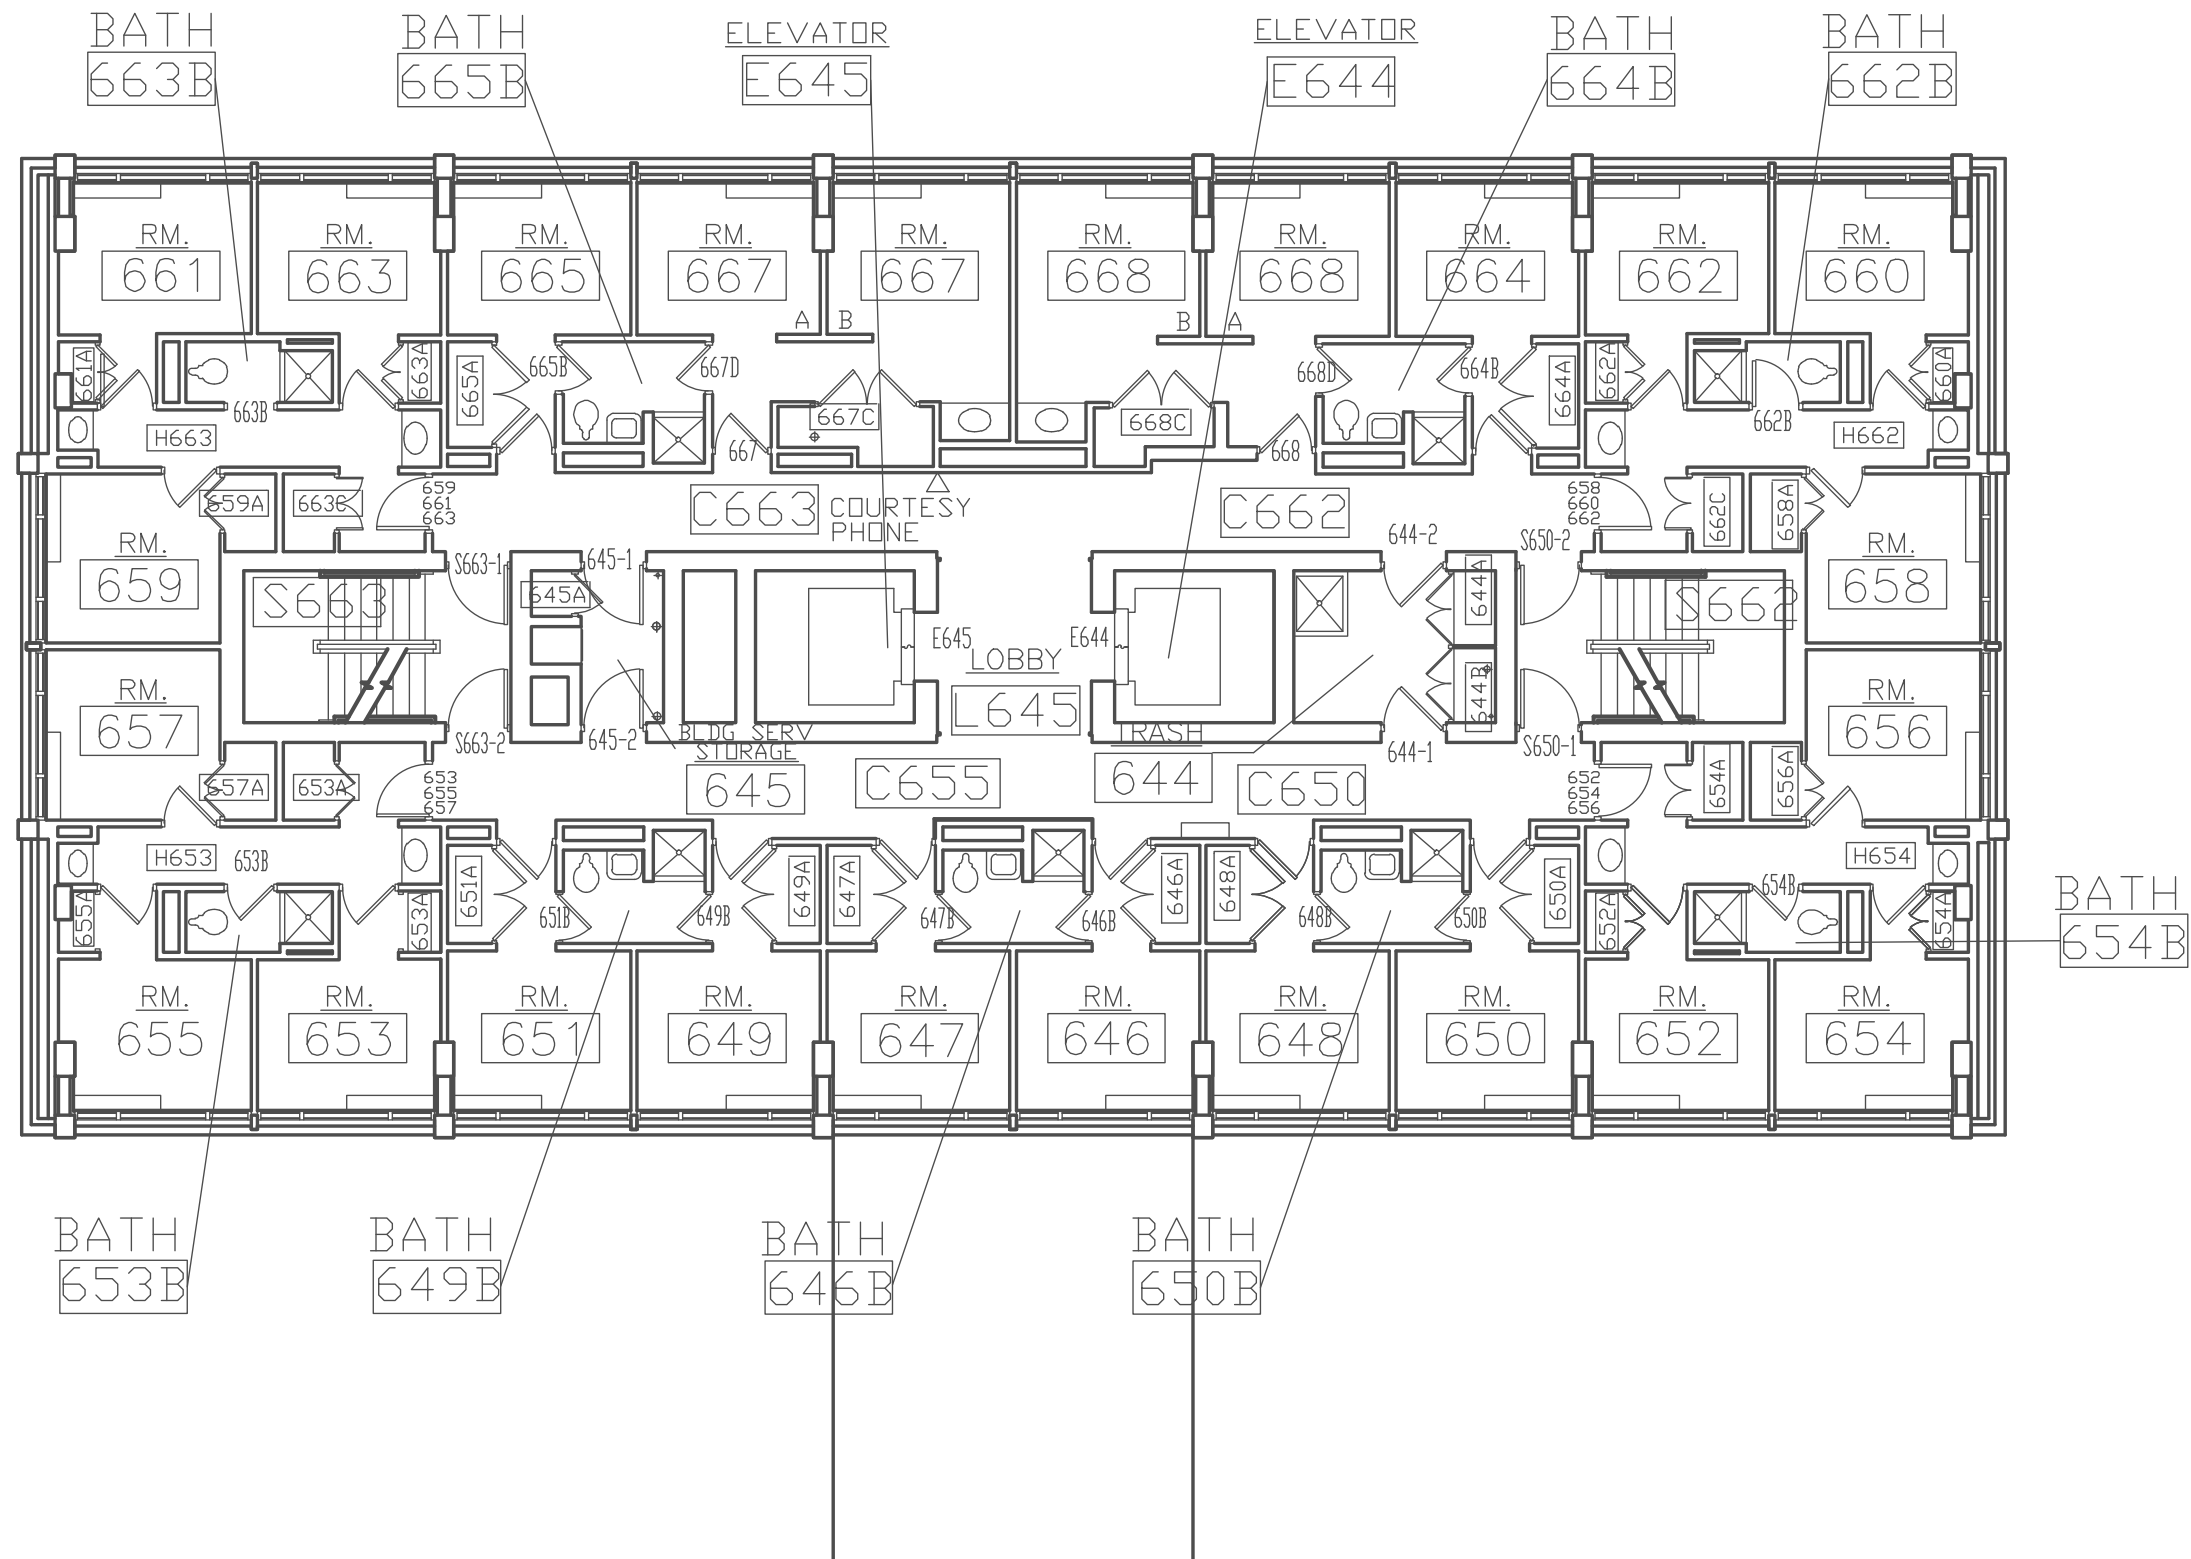 BATH
663B
BATH
665B
ELEVATOR
E645
ELEVATOR
E644
BATH
664B
BATH
662B
RM.
661
RM.
663
RM.
665
RM.
667
RM.
667
RM.
668
RM.
668
RM.
664
RM.
662
RM.
660
A
B
B
A
661A
663A
665A
665B
667D
668D
664B
664A
662A
660A
663B
667C
668C
662B
H663
667
668
H662
659A
663C
659
661
663
C663
COURTESY
PHONE
C662
658
660
662
662C
658A
RM.
659
S663-1
645-1
644-2
S650-2
RM.
658
S663
645A
644A
S662
E645
E644
LOBBY
L645
RM.
657
644B
RM.
656
S663-2
645-2
BLDG SERV
STORAGE
645
TRASH
644
644-1
S650-1
C655
C650
657A
653A
653
655
657
652
654
656
654A
656A
H653
653B
H654
651A
649A
647A
646A
648A
650A
655A
653A
651B
649B
647B
646B
648B
650B
654B
652A
654A
BATH
654B
RM.
655
RM.
653
RM.
651
RM.
649
RM.
647
RM.
646
RM.
648
RM.
650
RM.
652
RM.
654
BATH
653B
BATH
649B
BATH
646B
BATH
650B